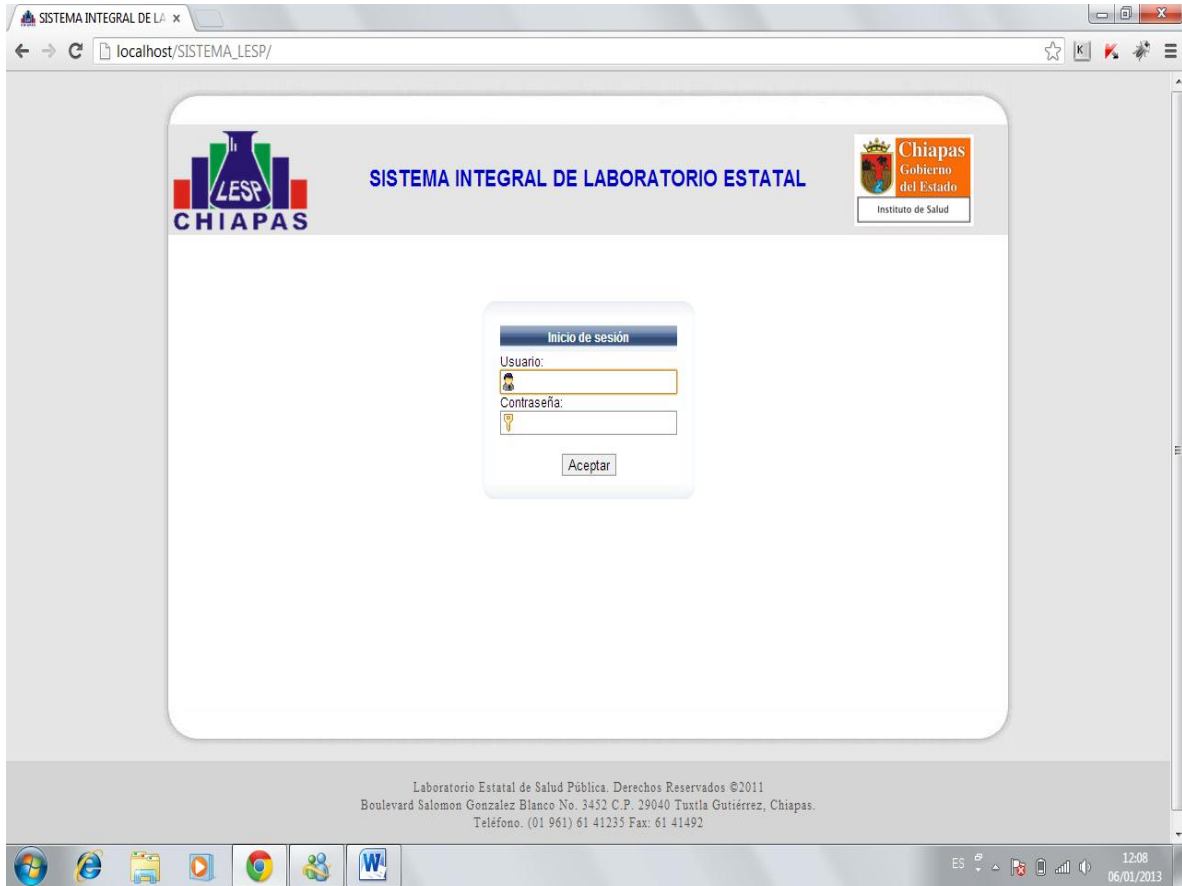 SISTEMA INTEGRAL DE LA
localhost/SISTEMA_LESP/
K
LESP
CHIAPAS
SISTEMA INTEGRAL DE LABORATORIO ESTATAL
Chiapas
Gobierno
del Estado
Instituto de Salud
Inicio de sesión
Usuario:
Contraseña:
Aceptar
Laboratorio Estatal de Salud Pública. Derechos Reservados ©2011
Boulevard Salomon Gonzalez Blanco No. 3452 C.P. 29040 Tuxtla Gutiérrez, Chiapas.
Teléfono. (01 961) 61 41235 Fax: 61 41492
W
ES
12:08
06/01/2013